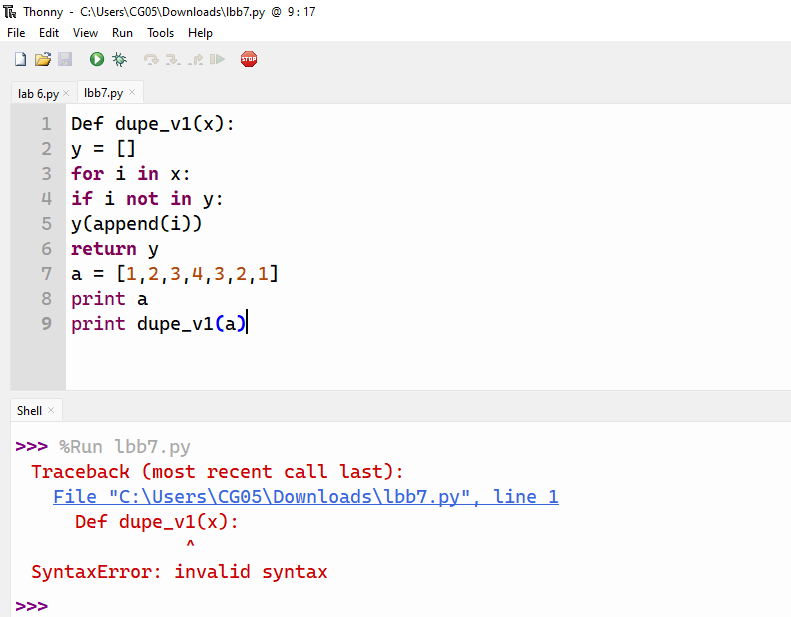 Thonny - C:\Users\CG05\Downloads\lbb7.py @ 9:17
File Edit View Run Tools Help
STOP
lab 6.py × lbb7.py ×
1 Def dupe_v1(x):
2 y = []
3 for i in x:
4 if i not in y:
5 y(append(i))
6 return y
7 a = [1,2,3,4,3,2,1]
8 print a
9 print dupe_v1(a)
Shell ×
>>> %Run lbb7.py
Traceback (most recent call last):
File "C:\Users\CG05\Downloads\lbb7.py", line 1
Def dupe_v1(x):
^
SyntaxError: invalid syntax
>>>